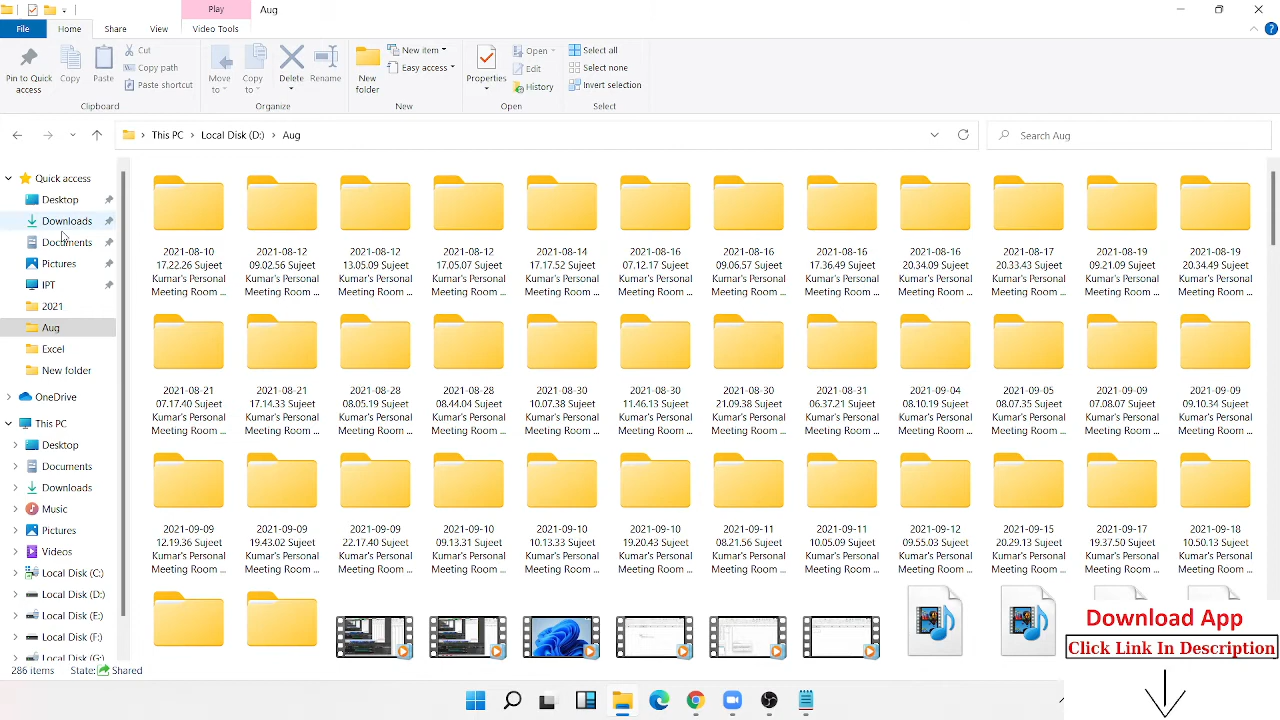 Play
Aug
File
Home
Share
View
Video Tools
Pin to Quick access
Copy
Paste
Cut
Copy path
Paste shortcut
Clipboard
Move to
Copy to
Delete
Rename
Organize
New folder
New item
Easy access
New
Properties
Open
Edit
History
Open
Select all
Select none
Invert selection
Select
This PC > Local Disk (D:) > Aug
Search Aug
Quick access
Desktop
Downloads
Documents
Pictures
IPT
2021
Aug
Excel
New folder
OneDrive
This PC
Desktop
Documents
Downloads
Music
Pictures
Videos
Local Disk (C:)
Local Disk (D:)
Local Disk (E:)
Local Disk (F:)
Local Disk (G:)
2021-08-10 2021-08-12 2021-08-12 2021-08-12 2021-08-14 2021-08-16 2021-08-16 2021-08-16 2021-08-16 2021-08-17 2021-08-19 2021-08-19
17.22.26 Sujeet 09.02.56 Sujeet 13.05.09 Sujeet 17.05.07 Sujeet 17.17.52 Sujeet 07.12.17 Sujeet 09.06.57 Sujeet 17.36.49 Sujeet 20.34.09 Sujeet 20.33.43 Sujeet 09.21.09 Sujeet 20.34.49 Sujeet
Kumar's Personal Kumar's Personal Kumar's Personal Kumar's Personal Kumar's Personal Kumar's Personal Kumar's Personal Kumar's Personal Kumar's Personal Kumar's Personal Kumar's Personal Kumar's Personal
Meeting Room ... Meeting Room ... Meeting Room ... Meeting Room ... Meeting Room ... Meeting Room ... Meeting Room ... Meeting Room ... Meeting Room ... Meeting Room ... Meeting Room ... Meeting Room ...
2021-08-21 2021-08-21 2021-08-28 2021-08-28 2021-08-30 2021-08-30 2021-08-30 2021-08-31 2021-09-04 2021-09-05 2021-09-09 2021-09-09
07.17.40 Sujeet 17.14.33 Sujeet 08.05.19 Sujeet 08.44.04 Sujeet 10.07.38 Sujeet 11.46.13 Sujeet 21.09.38 Sujeet 06.37.21 Sujeet 08.10.19 Sujeet 08.07.35 Sujeet 07.08.07 Sujeet 09.10.34 Sujeet
Kumar's Personal Kumar's Personal Kumar's Personal Kumar's Personal Kumar's Personal Kumar's Personal Kumar's Personal Kumar's Personal Kumar's Personal Kumar's Personal Kumar's Personal Kumar's Personal
Meeting Room ... Meeting Room ... Meeting Room ... Meeting Room ... Meeting Room ... Meeting Room ... Meeting Room ... Meeting Room ... Meeting Room ... Meeting Room ... Meeting Room ... Meeting Room ...
2021-09-09 2021-09-09 2021-09-09 2021-09-10 2021-09-10 2021-09-10 2021-09-11 2021-09-11 2021-09-12 2021-09-15 2021-09-17 2021-09-18
12.19.36 Sujeet 19.43.02 Sujeet 22.17.40 Sujeet 09.13.31 Sujeet 10.13.33 Sujeet 19.20.43 Sujeet 08.21.56 Sujeet 10.05.09 Sujeet 09.55.03 Sujeet 20.29.13 Sujeet 19.37.50 Sujeet 10.50.13 Sujeet
Kumar's Personal Kumar's Personal Kumar's Personal Kumar's Personal Kumar's Personal Kumar's Personal Kumar's Personal Kumar's Personal Kumar's Personal Kumar's Personal Kumar's Personal Kumar's Personal
Meeting Room ... Meeting Room ... Meeting Room ... Meeting Room ... Meeting Room ... Meeting Room ... Meeting Room ... Meeting Room ... Meeting Room ... Meeting Room ... Meeting Room ... Meeting Room ...
Download App
Click Link In Description
286 items
State: Shared